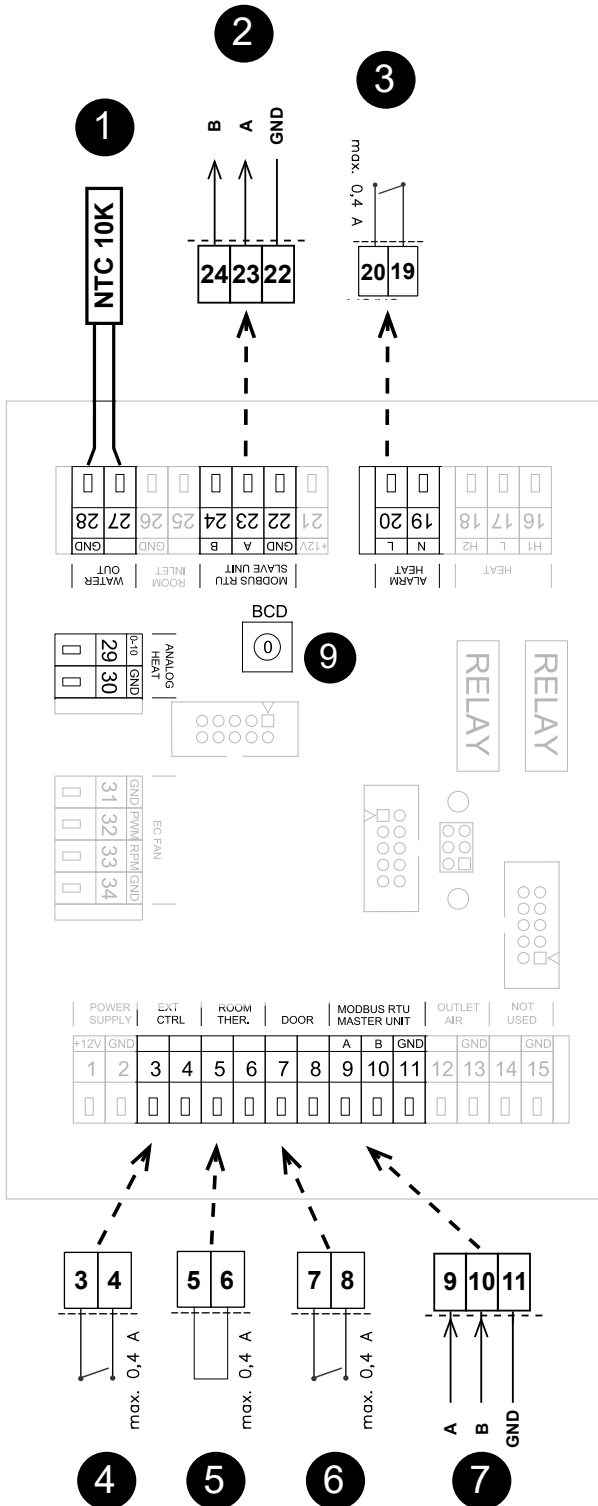 2
3
1
B
A
GND
max. 0,4 A
NTC 10K
24 23 22
20 19
28 27 26 25 24 23 22 21
GND GND B A GND +12V
WATER
OUT
ROOM
INLET
MODBUS RTU
SLAVE UNIT
20 19 18 17 16
L N H2 L H1
ALARM
HEAT
HEAT
BCD
0
9
29 0-10
30 GND
ANALOG
HEAT
RELAY
RELAY
31 GND
32 PWM
33 RPM
34 GND
EC FAN
POWER
SUPPLY
EXT
CTRL
ROOM
THER.
DOOR
MODBUS RTU
MASTER UNIT
OUTLET
AIR
NOT
USED
+12V GND A B GND GND GND
1 2 3 4 5 6 7 8 9 10 11 12 13 14 15
3 4
5 6
7 8
9 10 11
max. 0,4 A
max. 0,4 A
max. 0,4 A
A
B
GND
4
5
6
7